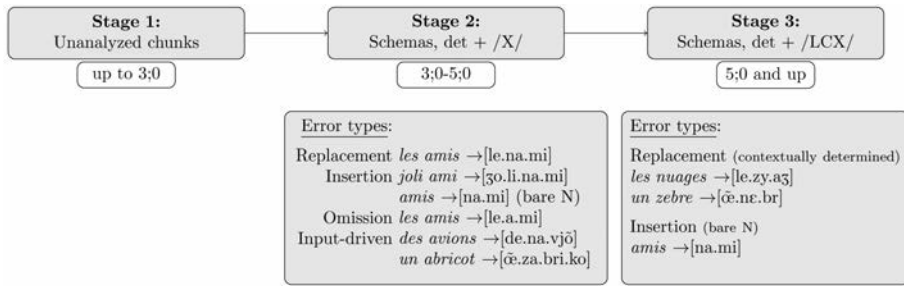 Stage 1:
Unanalyzed chunks
up to 3;0
Stage 2:
Schemas, det + /X/
3;0-5;0
Stage 3:
Schemas, det + /LCX/
5;0 and up
Error types:
Replacement les amis →[le.na.mi]
Insertion joli ami →[ʒo.li.na.mi]
amis →[na.mi] (bare N)
Omission les amis →[le.a.mi]
Input-driven des avions →[de.na.vjõ]
un abricot →[œ̃.za.bri.ko]
Error types:
Replacement (contextually determined)
les nuages →[le.zy.aʒ]
un zebre →[œ̃.nɛ.br]
Insertion (bare N)
amis →[na.mi]